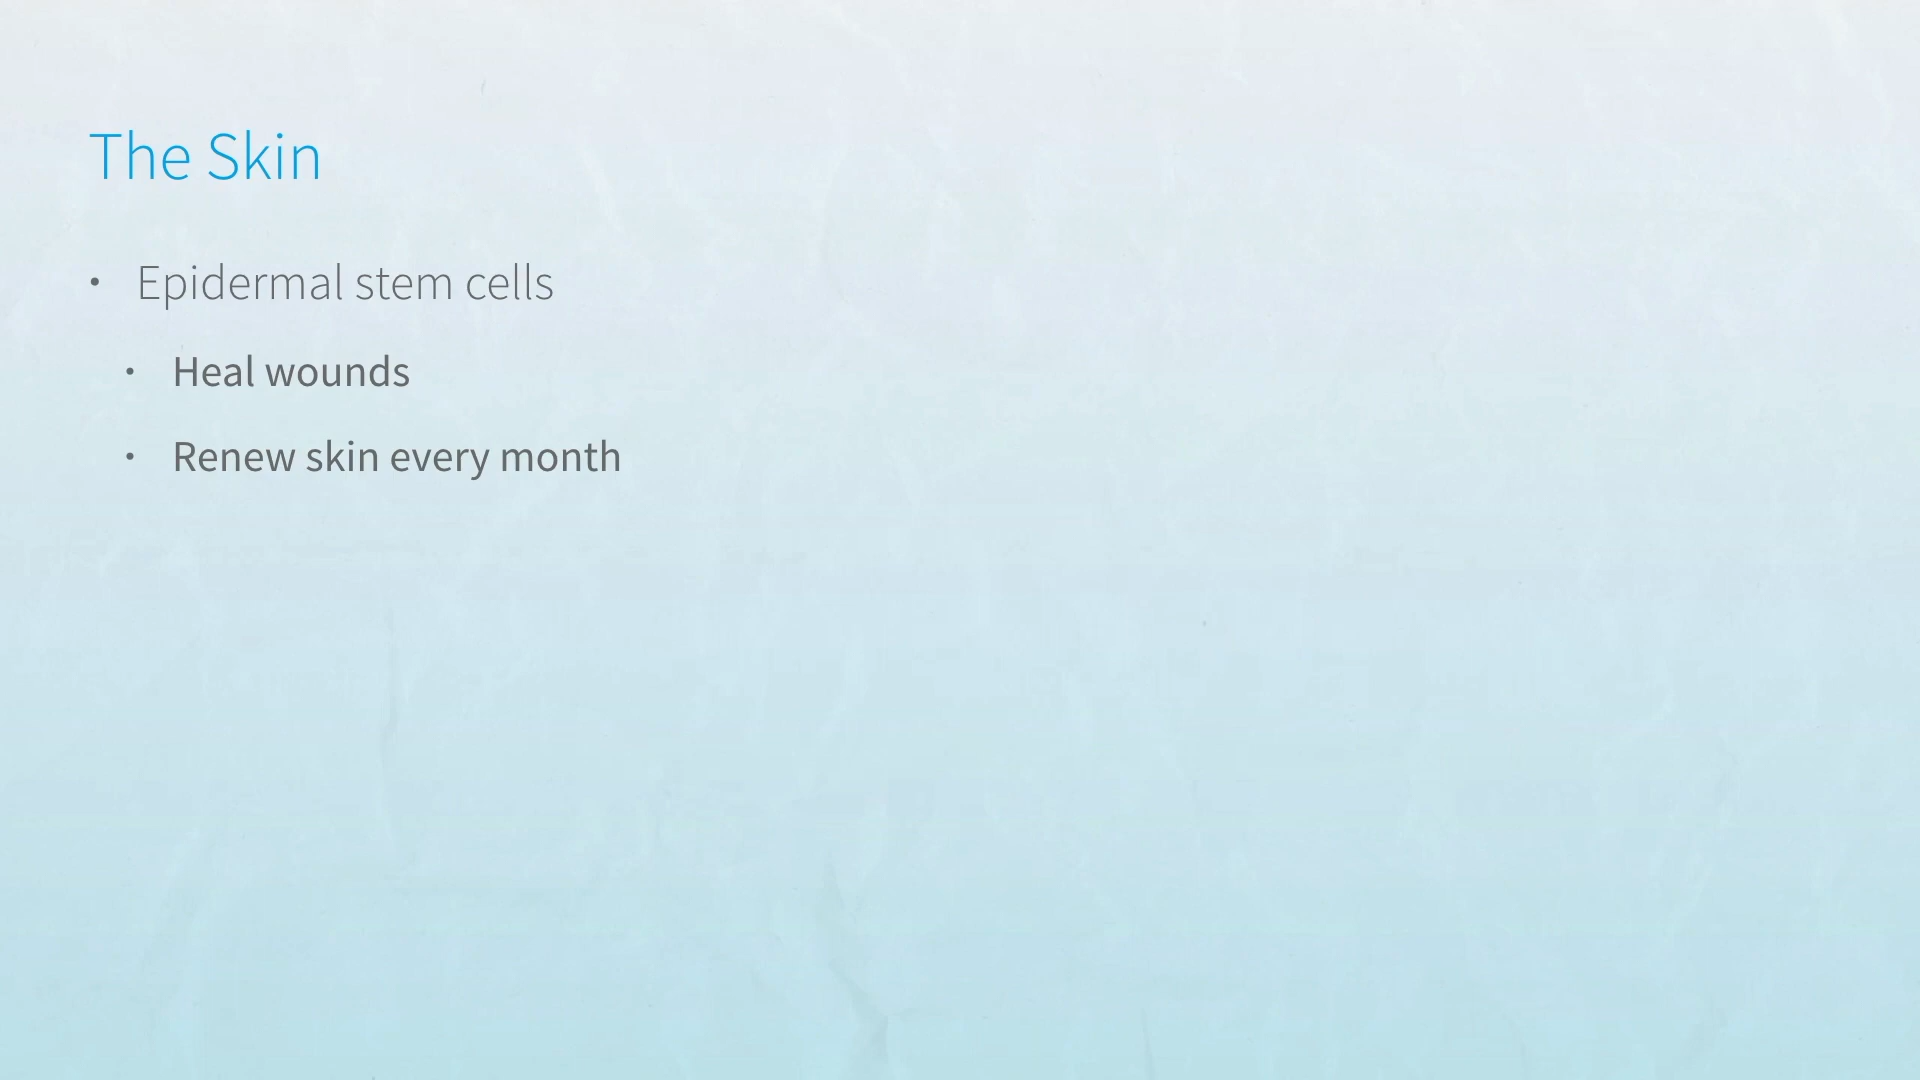 The Skin
• Epidermal stem cells
• Heal wounds
• Renew skin every month